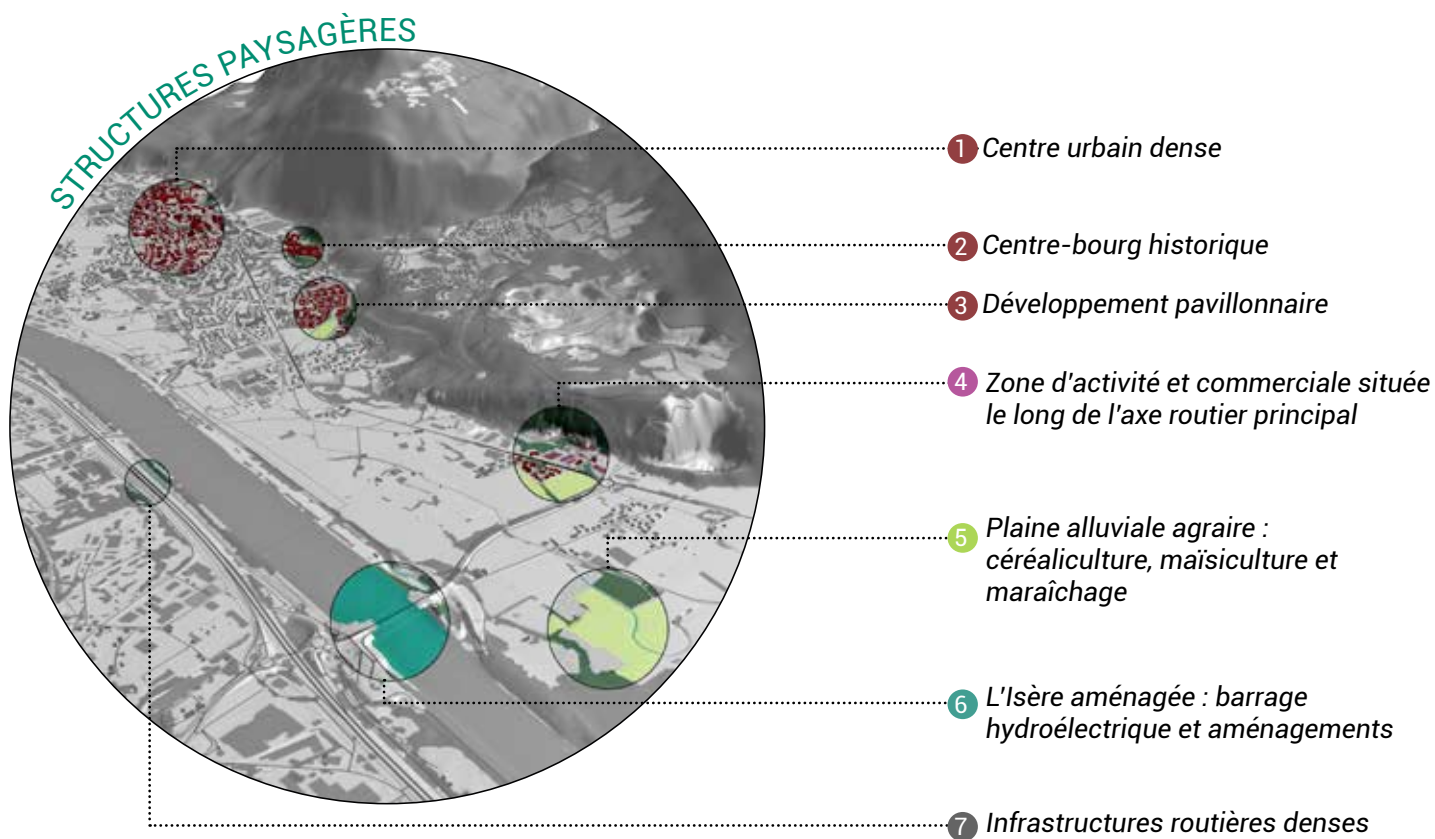 STRUCTURES PAYSAGÈRES
1 Centre urbain dense
2 Centre-bourg historique
3 Développement pavillonnaire
4 Zone d'activité et commerciale située
le long de l'axe routier principal
5 Plaine alluviale agraire :
céréaliculture, maïsiculture et
maraîchage
6 L'Isère aménagée : barrage
hydroélectrique et aménagements
7 Infrastructures routières denses